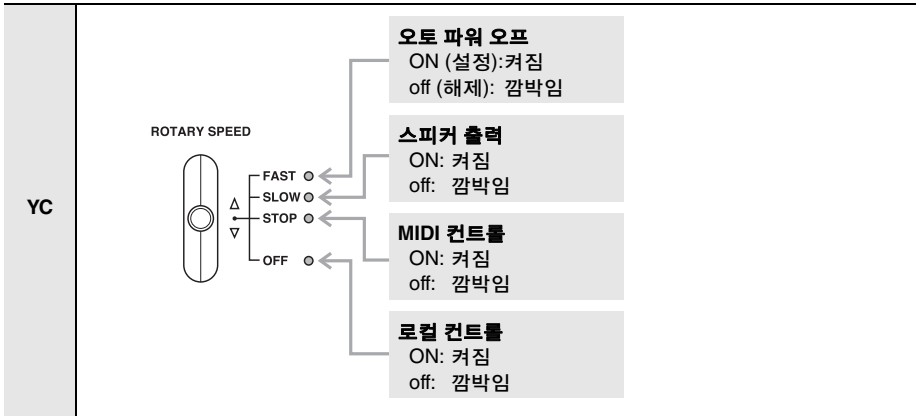 YC
ROTARY SPEED
FAST
SLOW
STOP
OFF
오토 파워 오프
ON (설정):켜짐
off (해제): 깜박임
스피커 출력
ON: 켜짐
off: 깜박임
MIDI 컨트롤
ON: 켜짐
off: 깜박임
로컬 컨트롤
ON: 켜짐
off: 깜박임